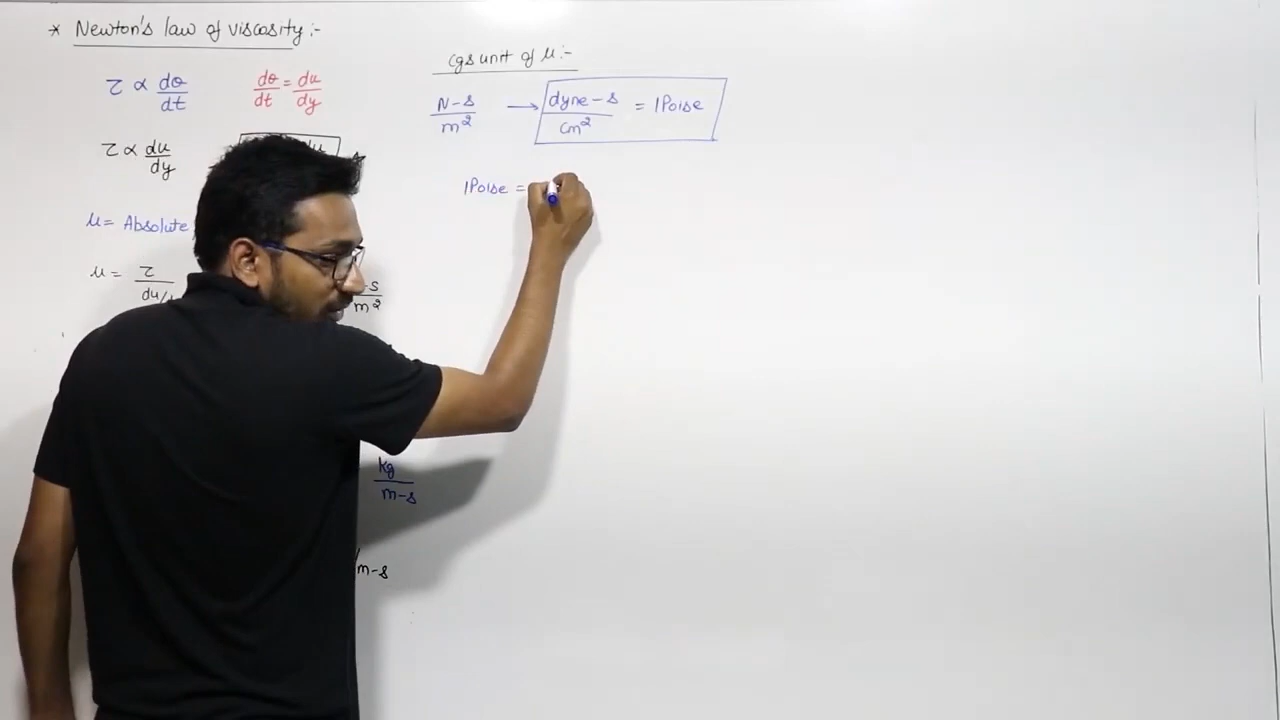 * Newton's law of viscosity :-
τ ∝ dθ/dt dθ/dt = du/dy
τ ∝ du/dy
μ = Absolute
μ = τ
du/
-s/m²
kg/m-s
/m-s
cgs unit of μ :-
N-s/m² → dyne-s/cm² = 1Poise
1Poise =